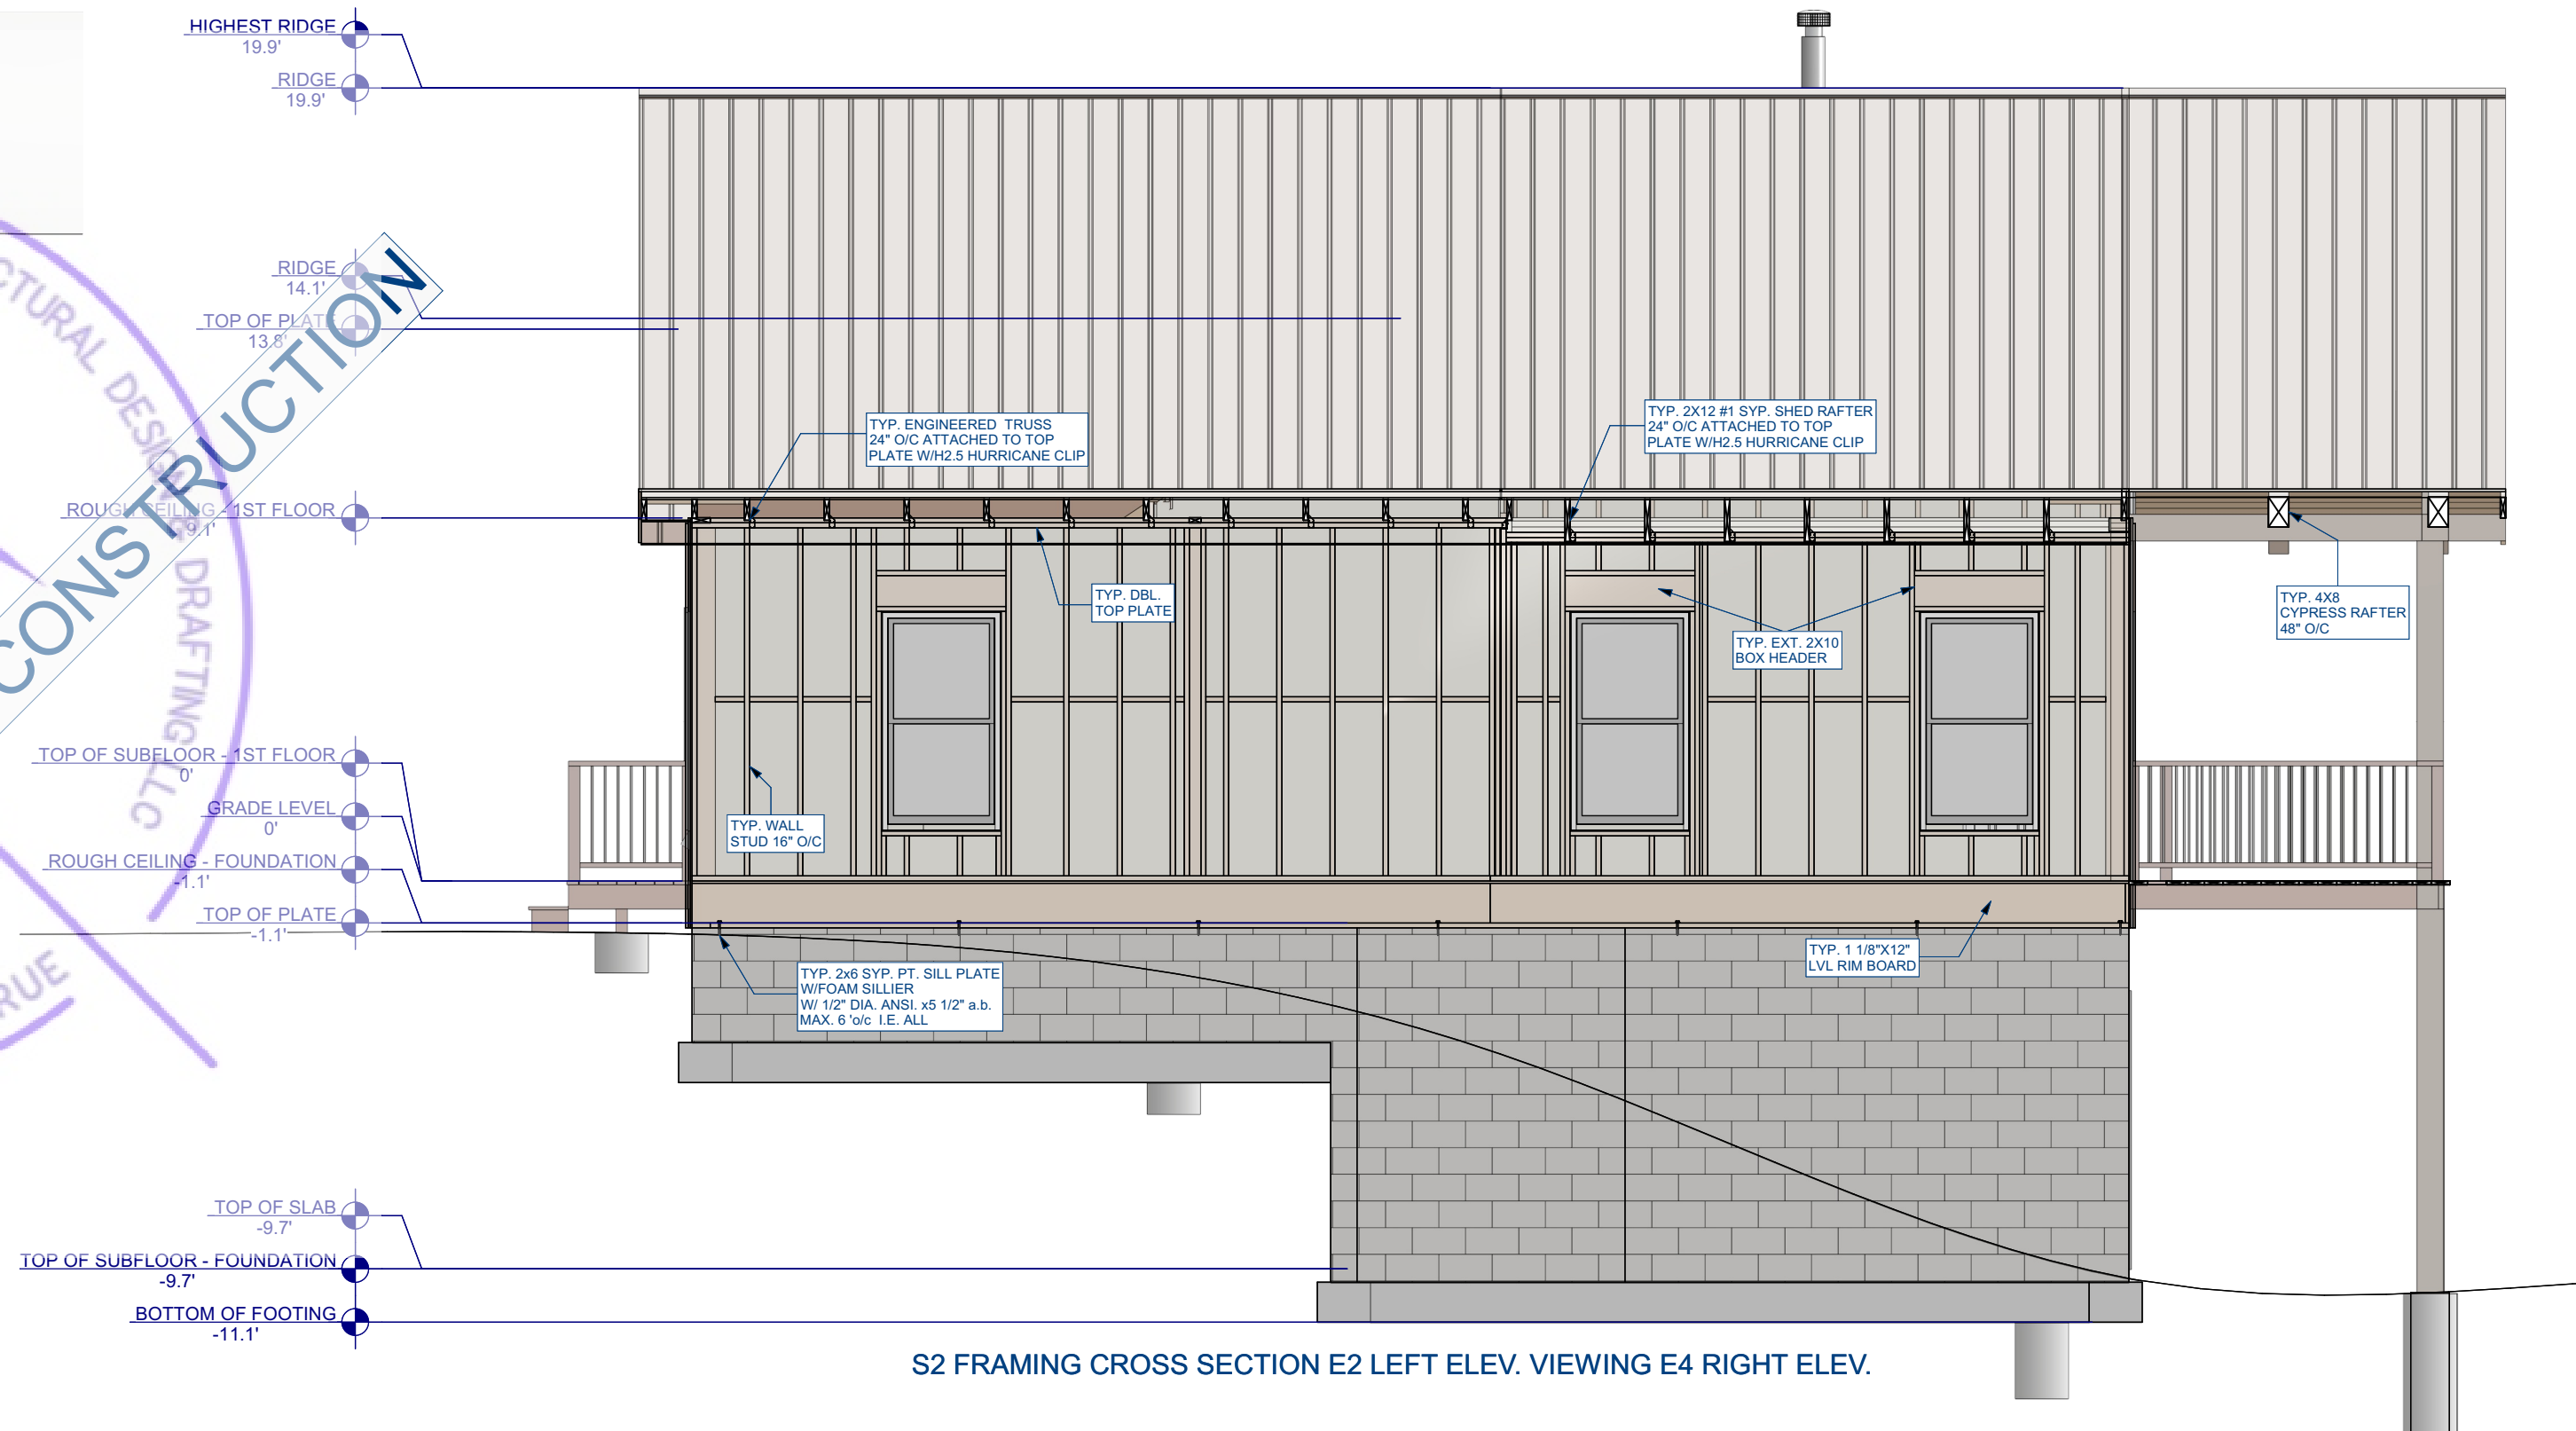 HIGHEST RIDGE
19.9'
RIDGE
19.9'
RIDGE
14.1'
TOP OF PLATE
13.8'
ROUGH CEILING - 1ST FLOOR
9.1'
TOP OF SUBFLOOR - 1ST FLOOR
0'
GRADE LEVEL
0'
ROUGH CEILING - FOUNDATION
-1.1'
TOP OF PLATE
-1.1'
TOP OF SLAB
-9.7'
TOP OF SUBFLOOR - FOUNDATION
-9.7'
BOTTOM OF FOOTING
-11.1'
CONSTRUCTION
CTURAL DESIGN
DRAFTING LLC
RUE
TYP. ENGINEERED TRUSS
24" O/C ATTACHED TO TOP
PLATE W/H2.5 HURRICANE CLIP
TYP. 2X12 #1 SYP. SHED RAFTER
24" O/C ATTACHED TO TOP
PLATE W/H2.5 HURRICANE CLIP
TYP. DBL.
TOP PLATE
TYP. EXT. 2X10
BOX HEADER
TYP. 4X8
CYPRESS RAFTER
48" O/C
TYP. WALL
STUD 16" O/C
TYP. 2x6 SYP. PT. SILL PLATE
W/FOAM SILLIER
W/ 1/2" DIA. ANSI. x5 1/2" a.b.
MAX. 6 'o/c I.E. ALL
TYP. 1 1/8"X12"
LVL RIM BOARD
S2 FRAMING CROSS SECTION E2 LEFT ELEV. VIEWING E4 RIGHT ELEV.